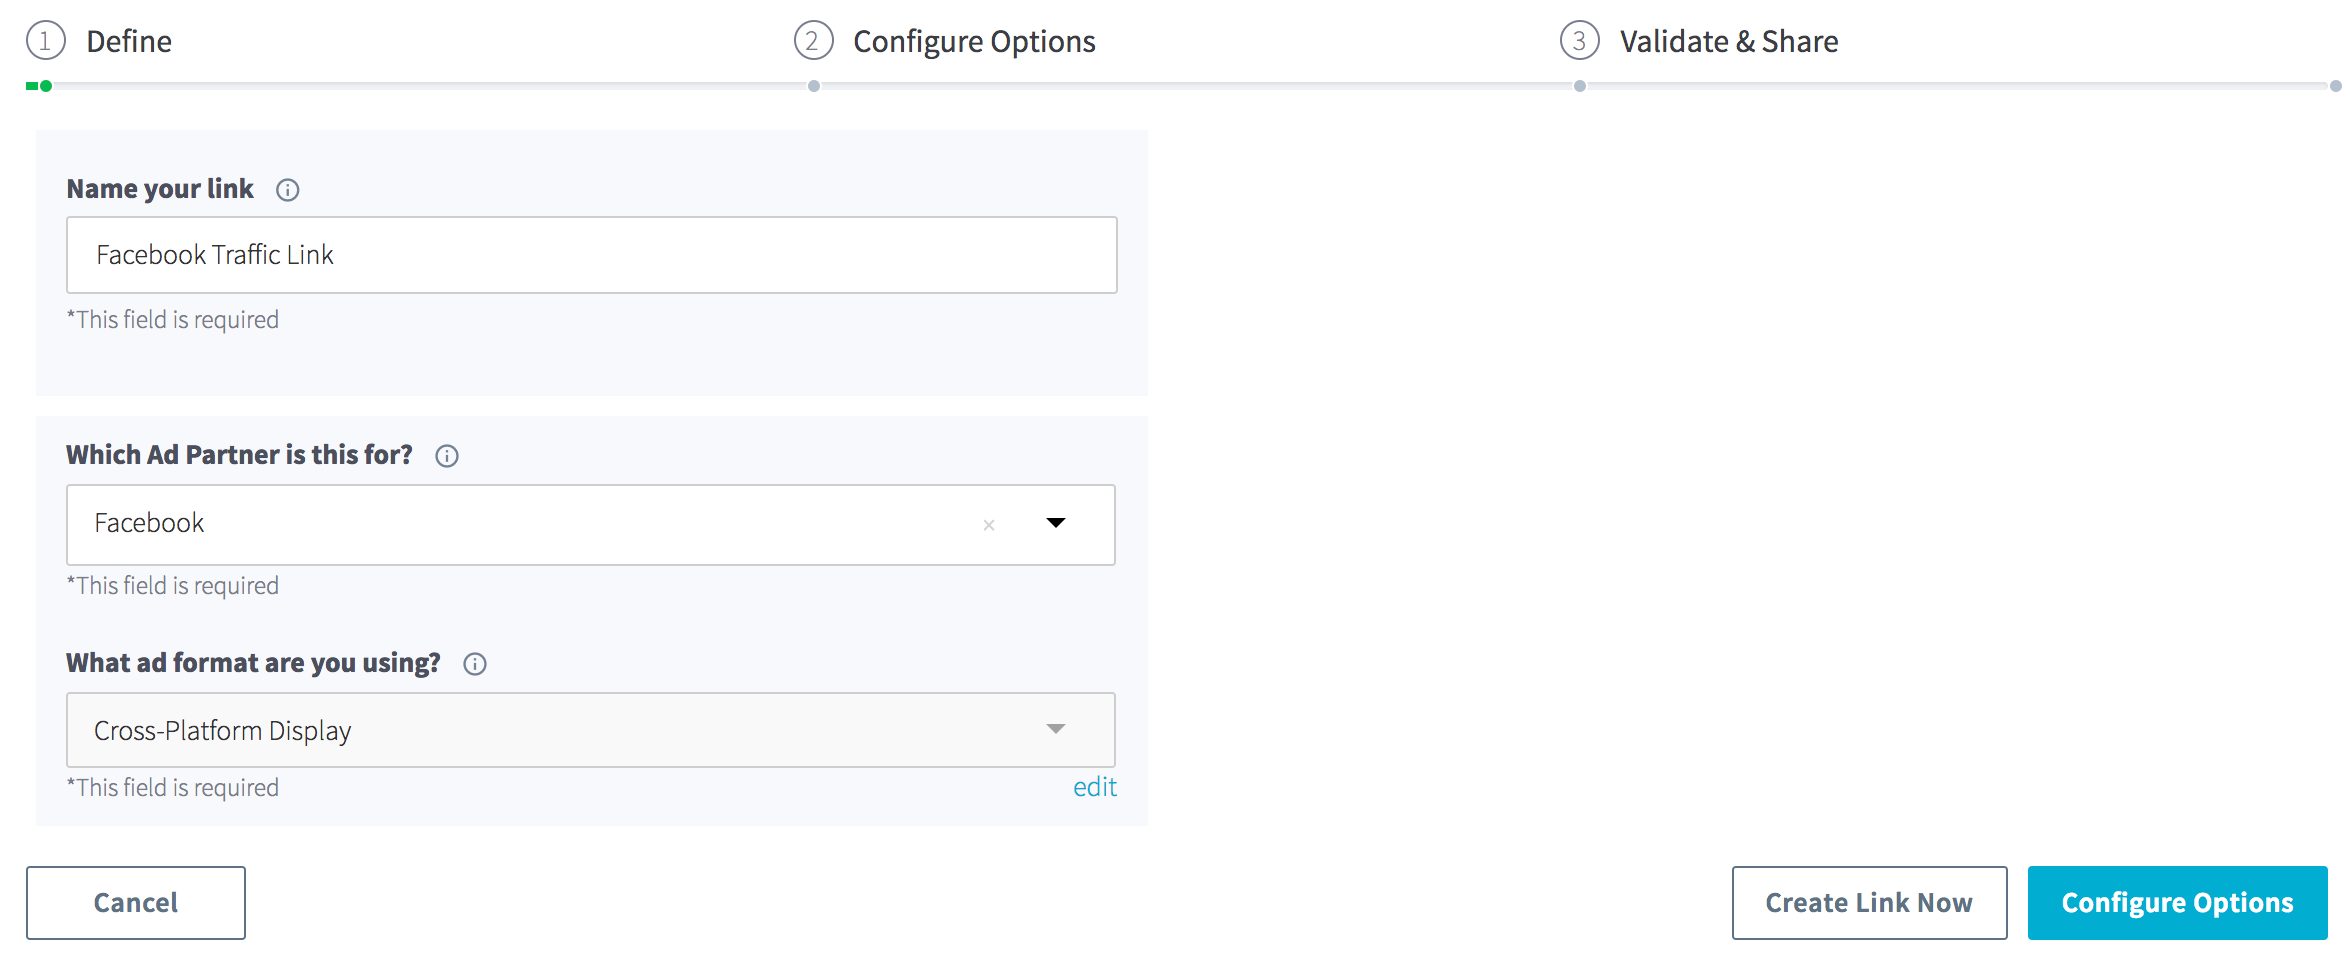 1 Define
2 Configure Options
3 Validate & Share
Name your link
Facebook Traffic Link
*This field is required
Which Ad Partner is this for?
Facebook ×
*This field is required
What ad format are you using?
Cross-Platform Display
*This field is required
edit
Cancel
Create Link Now
Configure Options